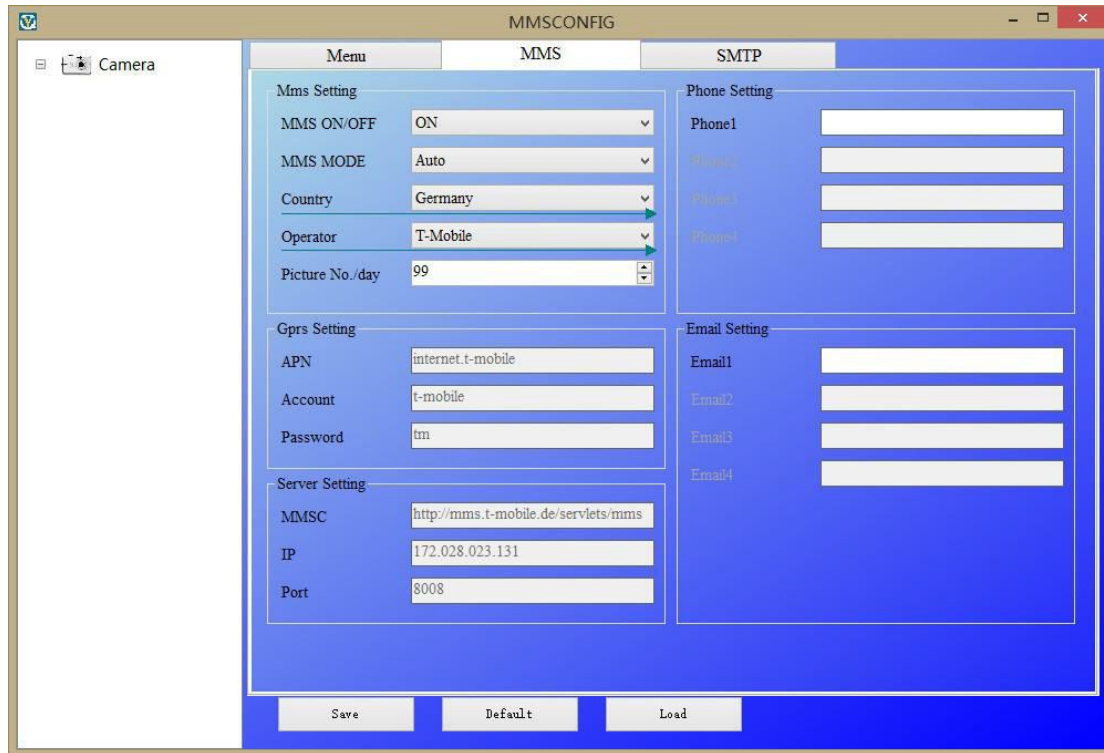 MMSCONFIG
Camera
Menu
MMS
SMTP
Mms Setting
MMS ON/OFF
ON
MMS MODE
Auto
Country
Germany
Operator
T-Mobile
Picture No./day
99
Gprs Setting
APN
internet.t-mobile
Account
t-mobile
Password
tm
Server Setting
MMSC
http://mms.t-mobile.de/servlets/mms
IP
172.028.023.131
Port
8008
Phone Setting
Phone1
Phone2
Phone3
Phone4
Email Setting
Email1
Email2
Email3
Email4
Save
Default
Load